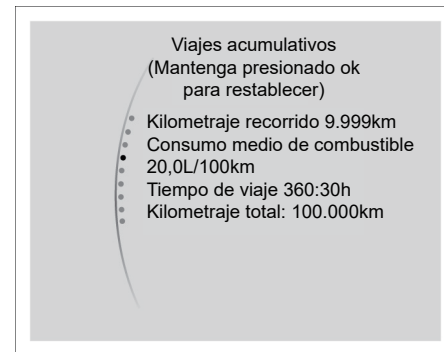 Viajes acumulativos
(Mantenga presionado ok
para restablecer)
Kilometraje recorrido 9.999km
Consumo medio de combustible
20,0L/100km
Tiempo de viaje 360:30h
Kilometraje total: 100.000km